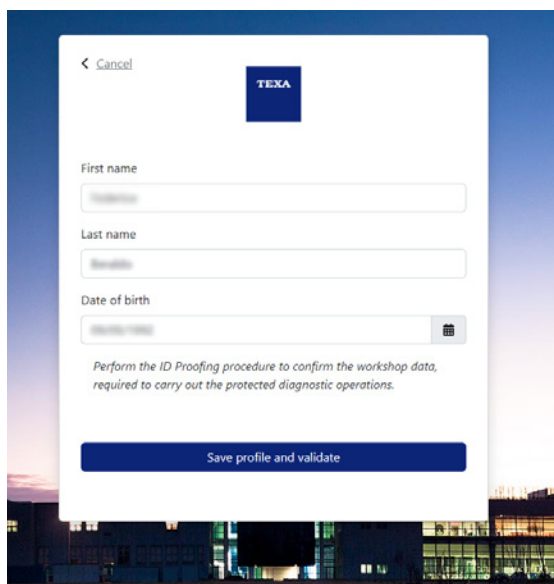 Cancel
TEXA
First name
Last name
Date of birth
Perform the ID Proofing procedure to confirm the workshop data,
required to carry out the protected diagnostic operations.
Save profile and validate